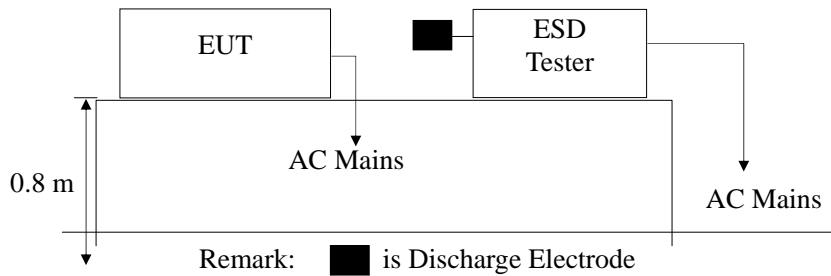 EUT
ESD
Tester
AC Mains
0.8 m
AC Mains
Remark: is Discharge Electrode